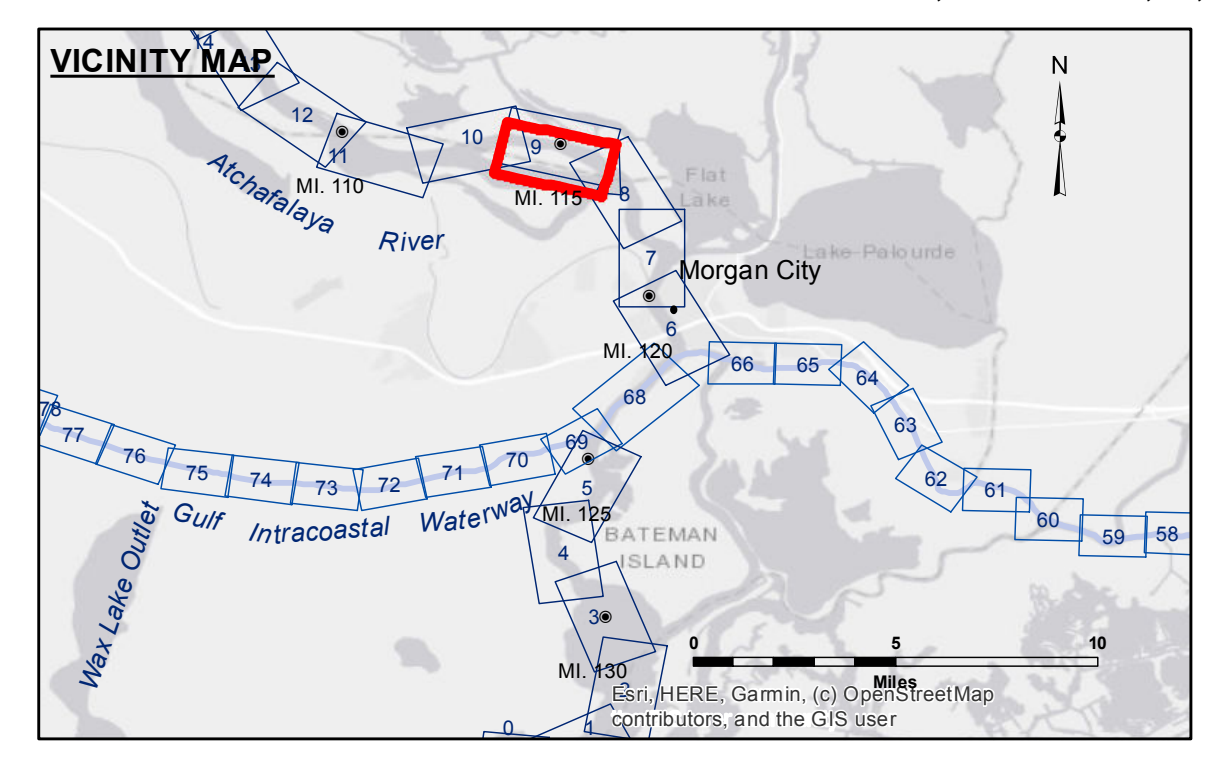 VICINITY MAP
N
14
13
12
11
10
9
8
7
6
MI. 110
MI. 115
MI. 120
Atchafalaya
River
Flat
Lake
Lake Palourde
Morgan City
66
65
64
63
62
61
60
59
58
68
69
70
71
72
73
74
75
76
77
78
Gulf
Intracoastal
Waterway
Wax Lake Outlet
5
MI. 125
BATEMAN
ISLAND
4
3
MI. 130
2
1
0
0
5
10
Miles
Esri, HERE, Garmin, (c) OpenStreetMap
contributors, and the GIS user